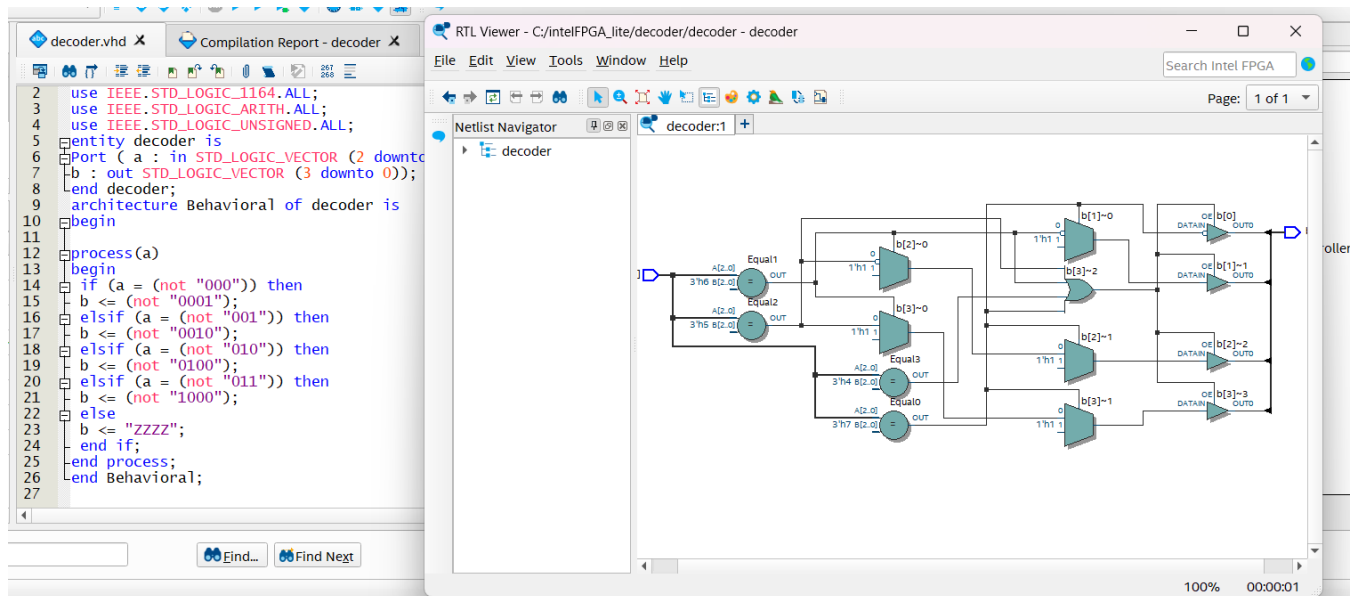 decoder.vhd
Compilation Report - decoder
267
268
2 use IEEE.STD_LOGIC_1164.ALL;
3 use IEEE.STD_LOGIC_ARITH.ALL;
4 use IEEE.STD_LOGIC_UNSIGNED.ALL;
5 entity decoder is
6 Port ( a : in STD_LOGIC_VECTOR (2 downto
7 b : out STD_LOGIC_VECTOR (3 downto 0));
8 end decoder;
9 architecture Behavioral of decoder is
10 begin
11
12 process(a)
13 begin
14 if (a = (not "000")) then
15 b <= (not "0001");
16 elsif (a = (not "001")) then
17 b <= (not "0010");
18 elsif (a = (not "010")) then
19 b <= (not "0100");
20 elsif (a = (not "011")) then
21 b <= (not "1000");
22 else
23 b <= "ZZZZ";
24 end if;
25 end process;
26 end Behavioral;
27
Find...
Find Next
RTL Viewer - C:/intelFPGA_lite/decoder/decoder - decoder
File Edit View Tools Window Help
Search Intel FPGA
Page: 1 of 1
Netlist Navigator
decoder
decoder:1
Equal1
A[2..0]
OUT
3'h6 B[2..0]
Equal2
A[2..0]
OUT
3'h5 B[2..0]
b[2]~0
0
1'h1 1
b[3]~0
0
1'h1 1
Equal3
A[2..0]
OUT
3'h4 B[2..0]
Equal0
A[2..0]
OUT
3'h7 B[2..0]
b[1]~0
0
1'h1 1
b[3]~2
b[2]~1
0
1'h1 1
b[3]~1
0
1'h1 1
OE b[0]
DATAIN OUT0
OE b[1]~1
DATAIN OUT0
OE b[2]~2
DATAIN OUT0
OE b[3]~3
DATAIN OUT0
oller
100% 00:00:01